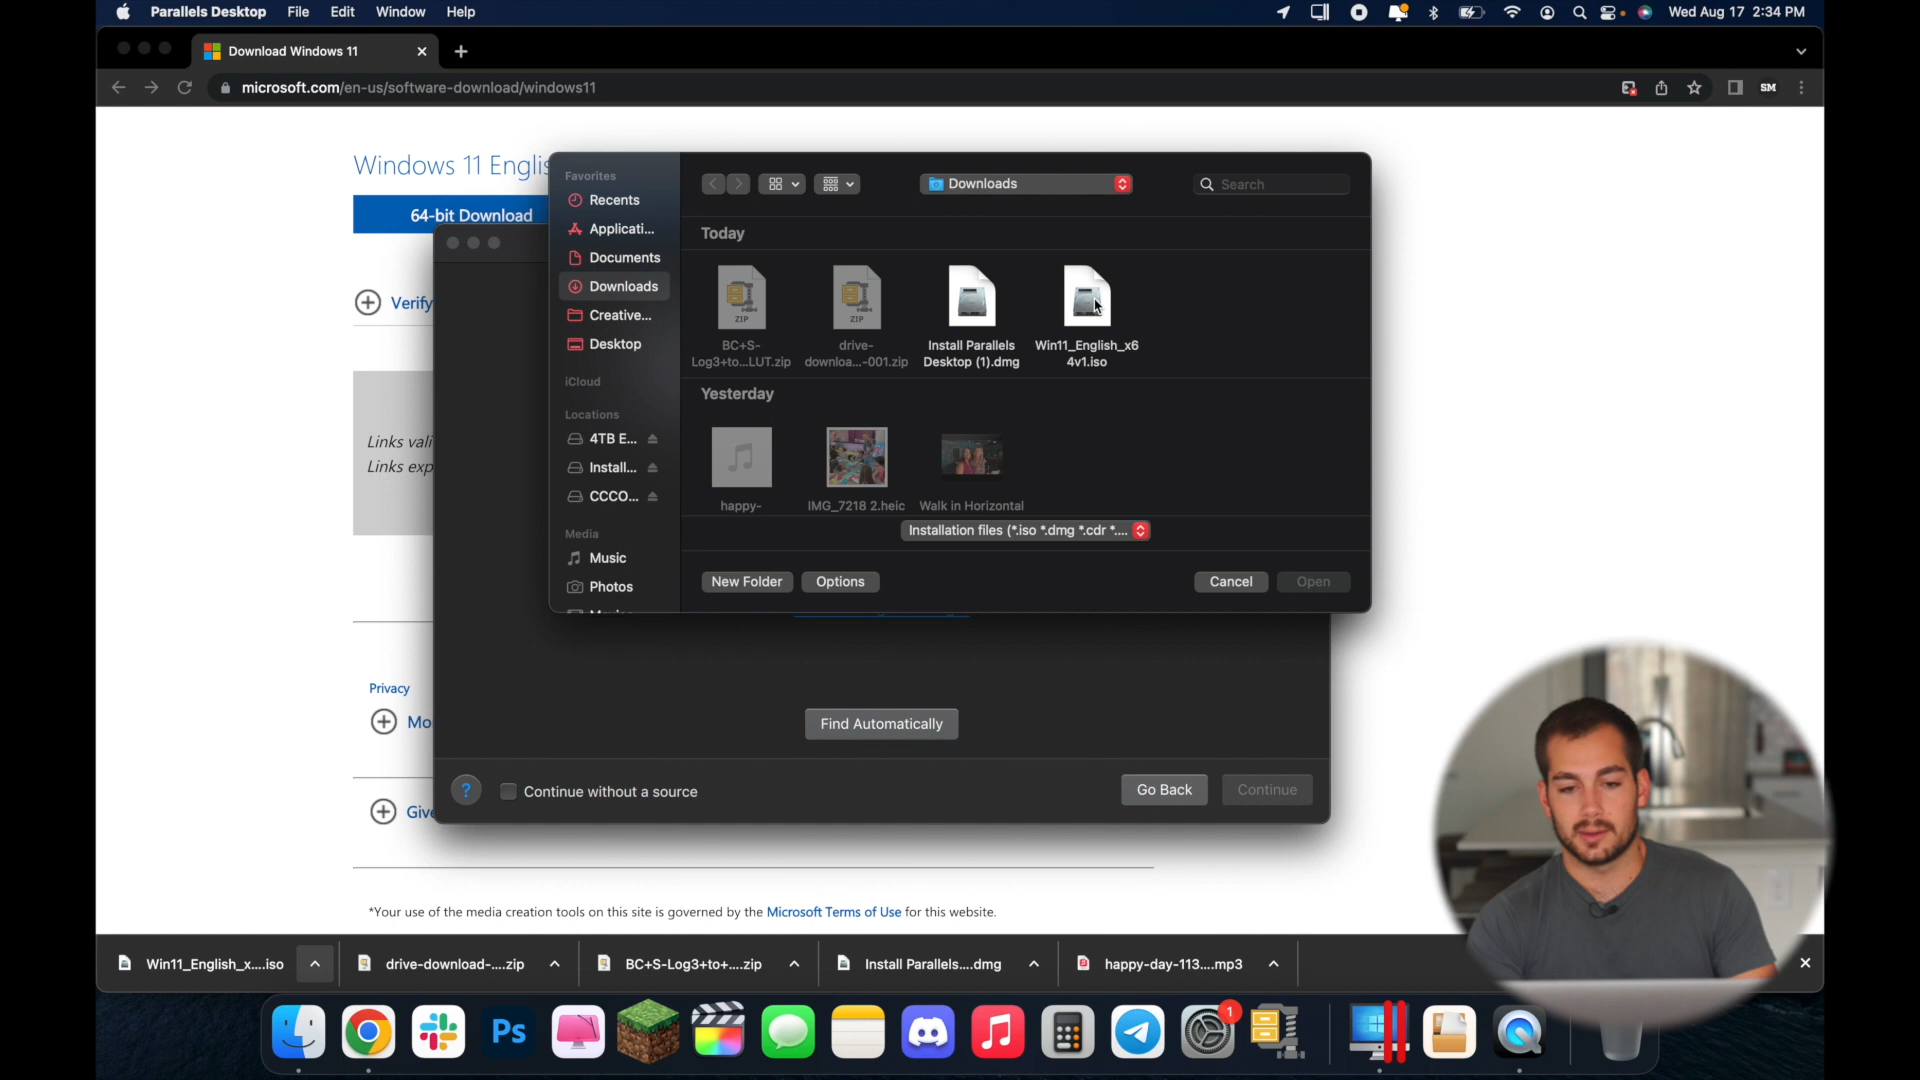 Parallels Desktop File Edit Window Help
Wed Aug 17 2:34 PM
Download Windows 11
microsoft.com/en-us/software-download/windows11
SM
Windows 11 Englis
64-bit Download
Verify
Links vali
Links exp
Privacy
Mo
Give
Favorites
Recents
Applicati...
Documents
Downloads
Creative...
Desktop
iCloud
Locations
4TB E...
Install...
CCCO...
Media
Music
Photos
Downloads
Search
Today
ZIP
ZIP
BC+S-
Log3+to...LUT.zip
drive-
downloa...-001.zip
Install Parallels
Desktop (1).dmg
Win11_English_x6
4v1.iso
Yesterday
happy-
IMG_7218 2.heic
Walk in Horizontal
Installation files (*.iso *.dmg *.cdr *....
New Folder
Options
Cancel
Open
Find Automatically
?
Continue without a source
Go Back
Continue
*Your use of the media creation tools on this site is governed by the Microsoft Terms of Use for this website.
Win11_English_x....iso
drive-download-....zip
BC+S-Log3+to+....zip
Install Parallels....dmg
happy-day-113....mp3
Ps
1